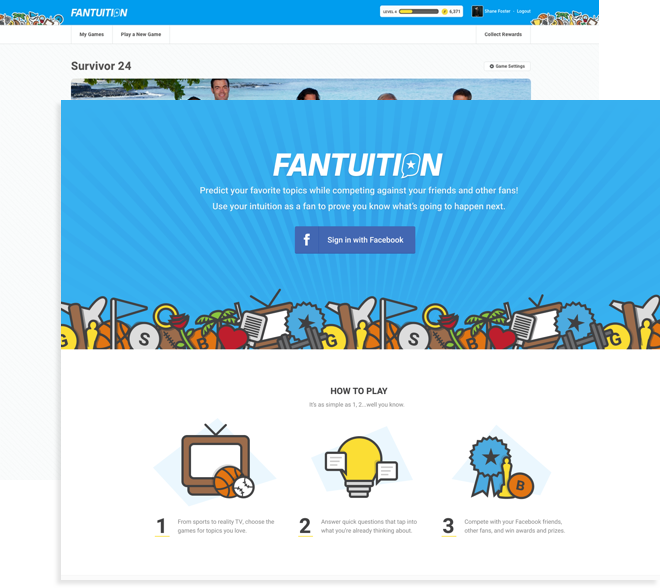 FANTUITION
LEVEL 6
6,371
Shane Foster
Logout
My Games
Play a New Game
Collect Rewards
Survivor 24
Game Settings
FANTUITION
Predict your favorite topics while competing against your friends and other fans!
Use your intuition as a fan to prove you know what's going to happen next.
f Sign in with Facebook
G S B G S B G
HOW TO PLAY
It's as simple as 1, 2...well you know.
B
1 From sports to reality TV, choose the
games for topics you love.
2 Answer quick questions that tap into
what you're already thinking about.
3 Compete with your Facebook friends,
other fans, and win awards and prizes.